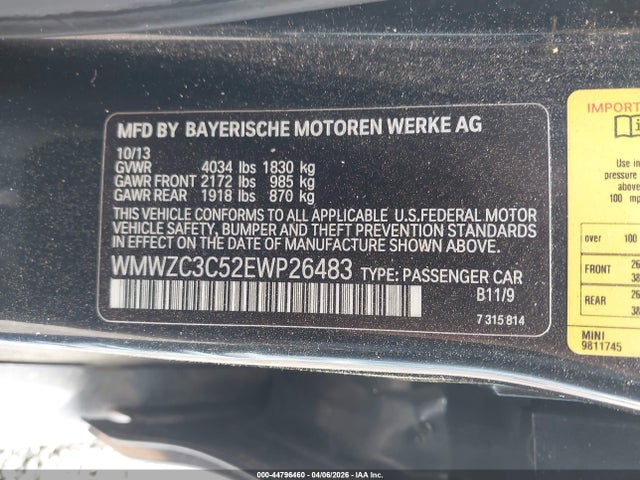 MFD BY BAYERISCHE MOTOREN WERKE AG
10/13
GVWR 4034 lbs 1830 kg
GAWR FRONT 2172 lbs 985 kg
GAWR REAR 1918 lbs 870 kg
THIS VEHICLE CONFORMS TO ALL APPLICABLE U.S.FEDERAL MOTOR
VEHICLE SAFETY, BUMPER AND THEFT PREVENTION STANDARDS IN
EFFECT ON THE DATE OF MANUFACTURE SHOWN ABOVE.
WMWZC3C52EWP26483 TYPE: PASSENGER CAR
B11/9
7 315 814
IMPORT
If use
pressure
above
100 mp
over 100
FRONT 26
38
REAR 26
38
MINI
9811745
000-44796460 - 04/06/2026 - IAA Inc.